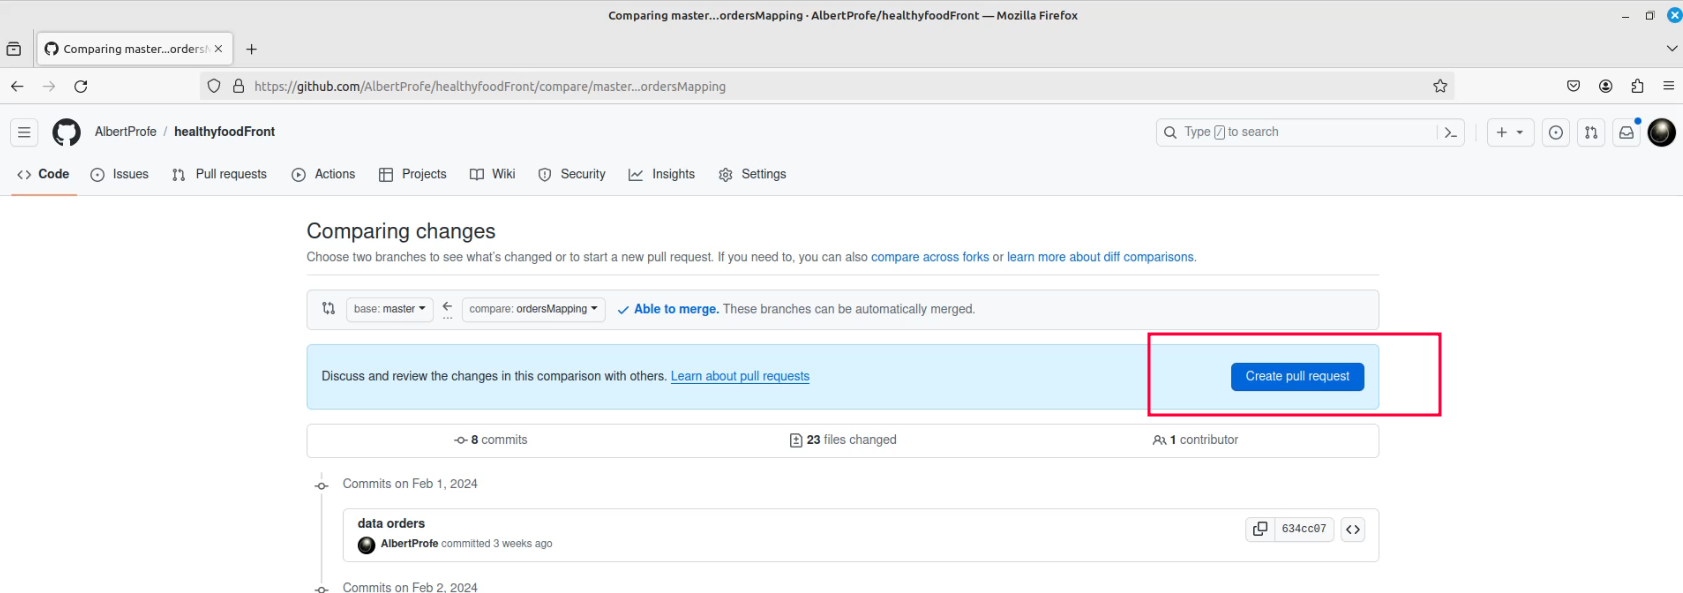 Comparing master...ordersMapping · AlbertProfe/healthyfoodFront — Mozilla Firefox
Comparing master...orders
https://github.com/AlbertProfe/healthyfoodFront/compare/master...ordersMapping
AlbertProfe / healthyfoodFront
Type / to search
Code Issues Pull requests Actions Projects Wiki Security Insights Settings
Comparing changes
Choose two branches to see what's changed or to start a new pull request. If you need to, you can also compare across forks or learn more about diff comparisons.
base: master compare: ordersMapping Able to merge. These branches can be automatically merged.
Discuss and review the changes in this comparison with others. Learn about pull requests
Create pull request
8 commits 23 files changed 1 contributor
Commits on Feb 1, 2024
data orders
634cc07
AlbertProfe committed 3 weeks ago
Commits on Feb 2, 2024